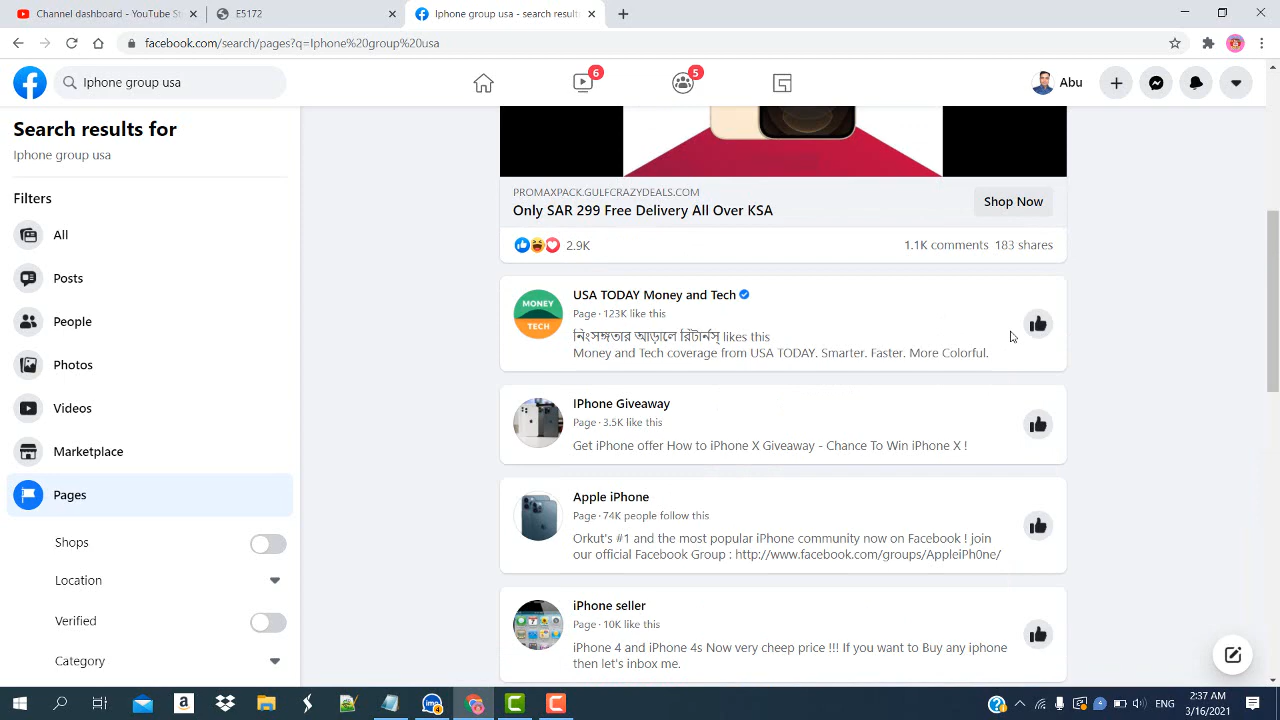 Channel dashboard - YouTube St
E5172
Iphone group usa - search result
facebook.com/search/pages?q=Iphone%20group%20usa
Iphone group usa
6
5
Abu
Search results for
Iphone group usa
Filters
All
Posts
People
Photos
Videos
Marketplace
Pages
Shops
Location
Verified
Category
PROMAXPACK.GULFCRAZYDEALS.COM
Only SAR 299 Free Delivery All Over KSA
Shop Now
2.9K
1.1K comments 183 shares
MONEY
TECH
USA TODAY Money and Tech
Page · 123K like this
নিঃসঙ্গতার আড়ালে রিটার্নস্ likes this
Money and Tech coverage from USA TODAY. Smarter. Faster. More Colorful.
IPhone Giveaway
Page · 3.5K like this
Get iPhone offer How to iPhone X Giveaway - Chance To Win iPhone X !
Apple iPhone
Page · 74K people follow this
Orkut's #1 and the most popular iPhone community now on Facebook ! join
our official Facebook Group : http://www.facebook.com/groups/AppleiPh0ne/
iPhone seller
Page · 10K like this
iPhone 4 and iPhone 4s Now very cheep price !!! If you want to Buy any iphone
then let's inbox me.
2:37 AM
3/16/2021